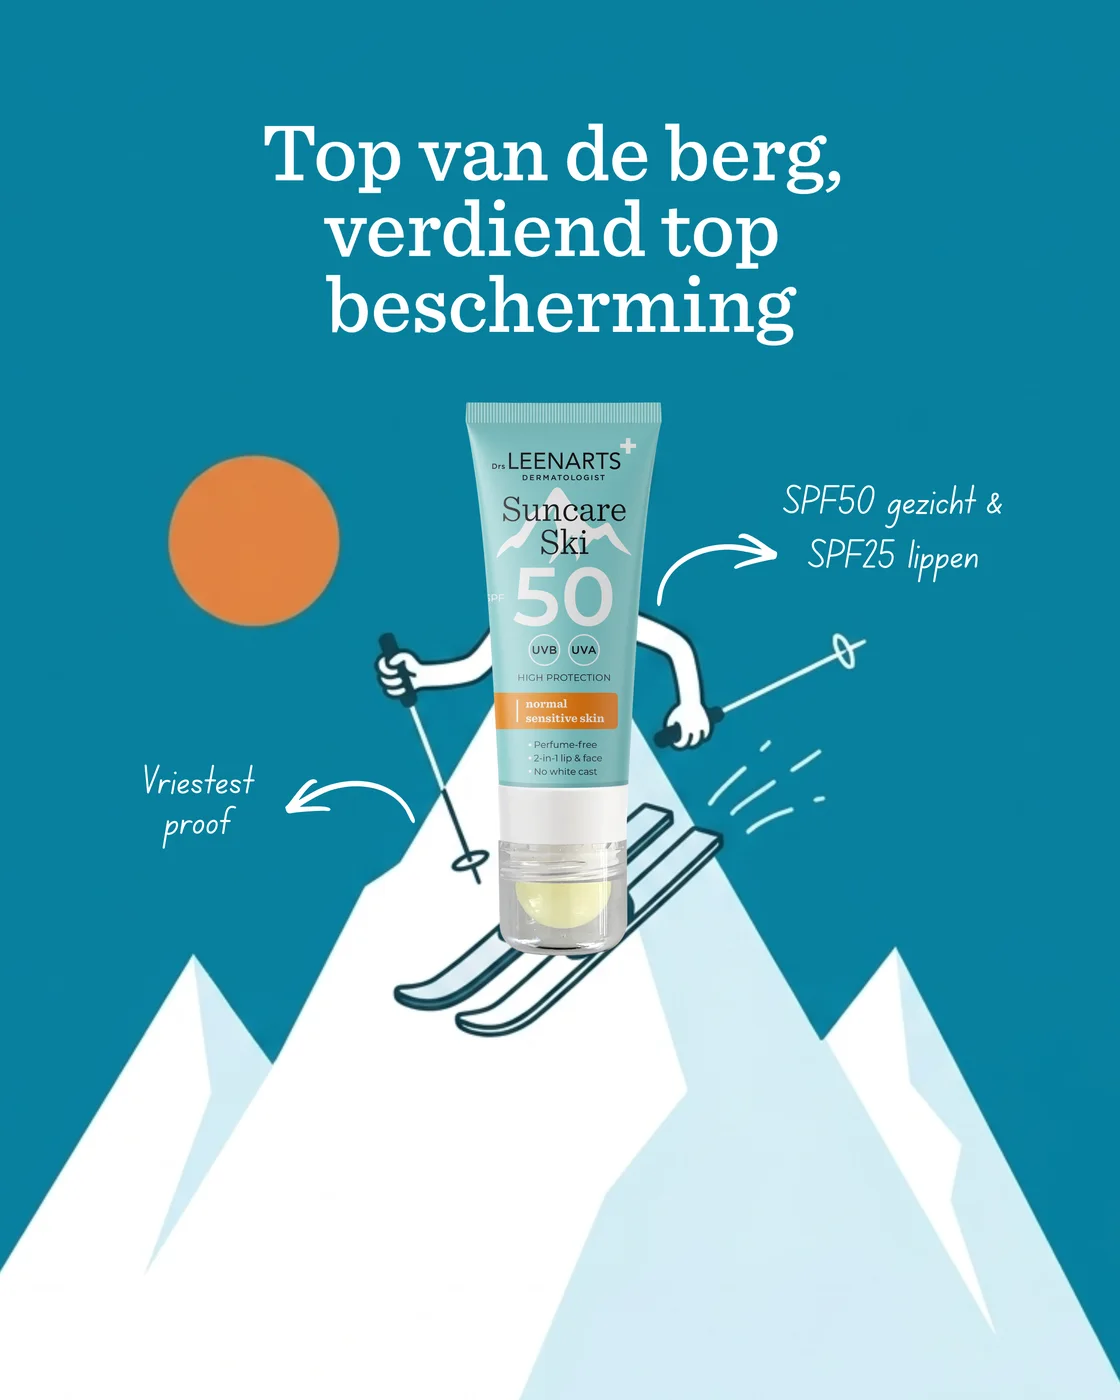 Top van de berg,
verdiend top
bescherming
Drs LEENARTS+
DERMATOLOGIST
Suncare
Ski
SPF 50
UVB UVA
HIGH PROTECTION
normal
sensitive skin
• Perfume-free
• 2-in-1 lip & face
• No white cast
SPF50 gezicht &
SPF25 lippen
Vriestest
proof